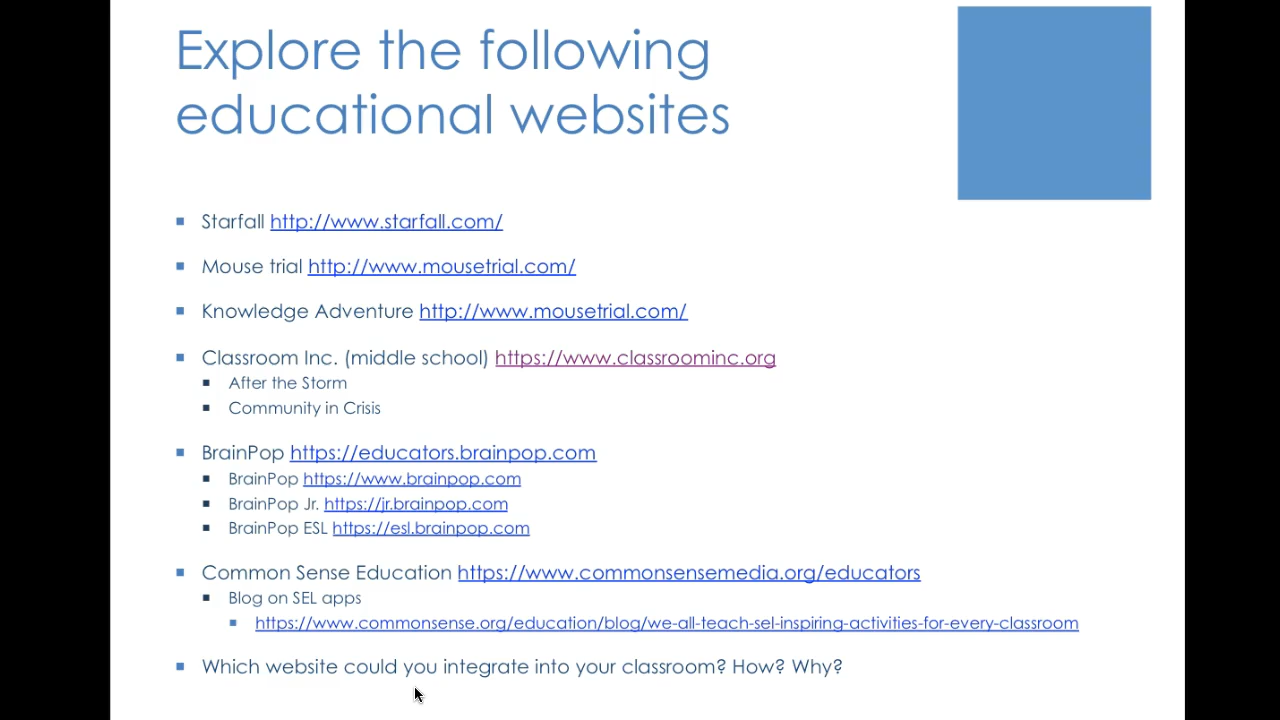 Explore the following
educational websites
Starfall http://www.starfall.com/
Mouse trial http://www.mousetrial.com/
Knowledge Adventure http://www.mousetrial.com/
Classroom Inc. (middle school) https://www.classroominc.org
After the Storm
Community in Crisis
BrainPop https://educators.brainpop.com
BrainPop https://www.brainpop.com
BrainPop Jr. https://jr.brainpop.com
BrainPop ESL https://esl.brainpop.com
Common Sense Education https://www.commonsensemedia.org/educators
Blog on SEL apps
https://www.commonsense.org/education/blog/we-all-teach-sel-inspiring-activities-for-every-classroom
Which website could you integrate into your classroom? How? Why?